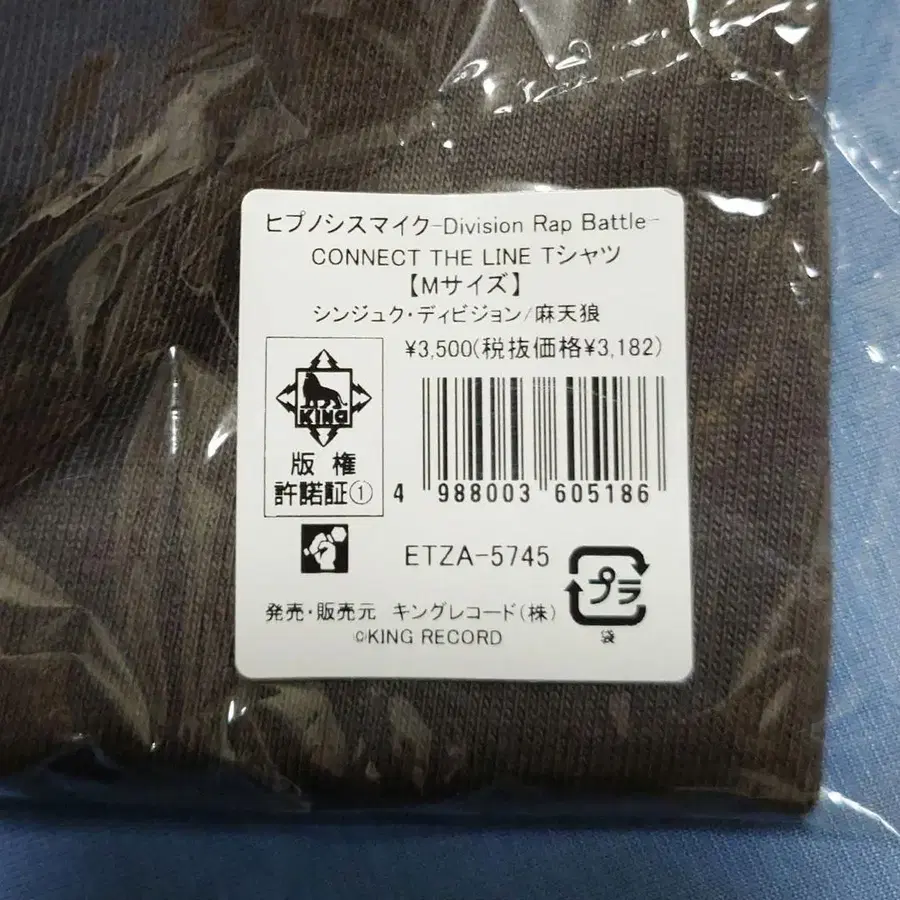 ヒプノシスマイク-Division Rap Battle-
CONNECT THE LINE Tシャツ
【Mサイズ】
シンジュク・ディビジョン/麻天狼
¥3,500(税抜価格¥3,182)
KING
版権
許諾証①
4 988003 605186
ETZA-5745
プラ
袋
発売・販売元 キングレコード(株)
©KING RECORD